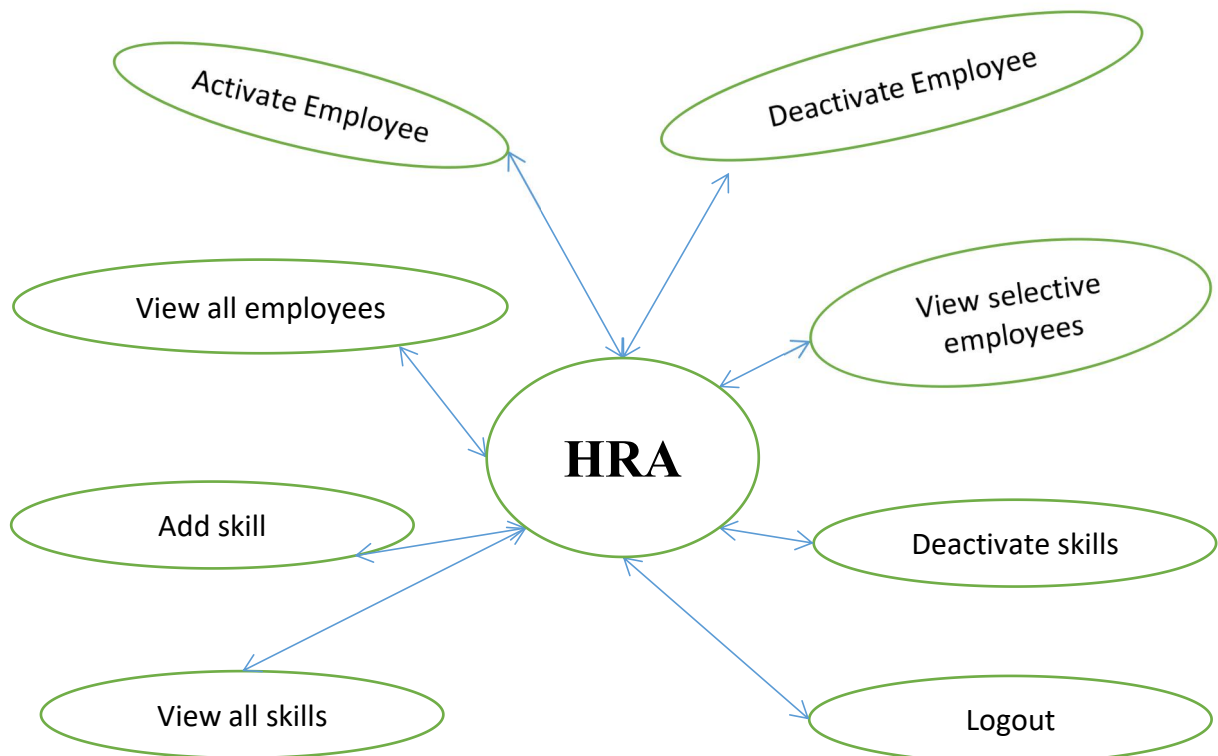 Activate Employee
Deactivate Employee
View all employees
View selective
employees
HRA
Add skill
Deactivate skills
View all skills
Logout